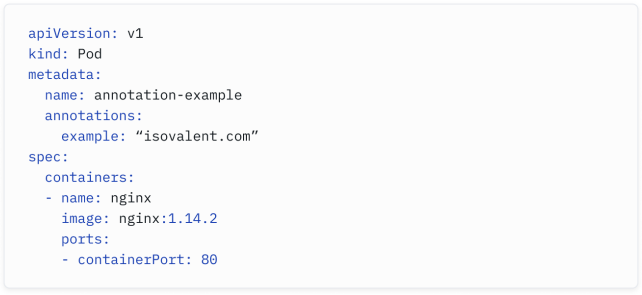 apiVersion: v1
kind: Pod
metadata:
  name: annotation-example
  annotations:
    example: “isovalent.com”
spec:
  containers:
  - name: nginx
    image: nginx:1.14.2
    ports:
    - containerPort: 80